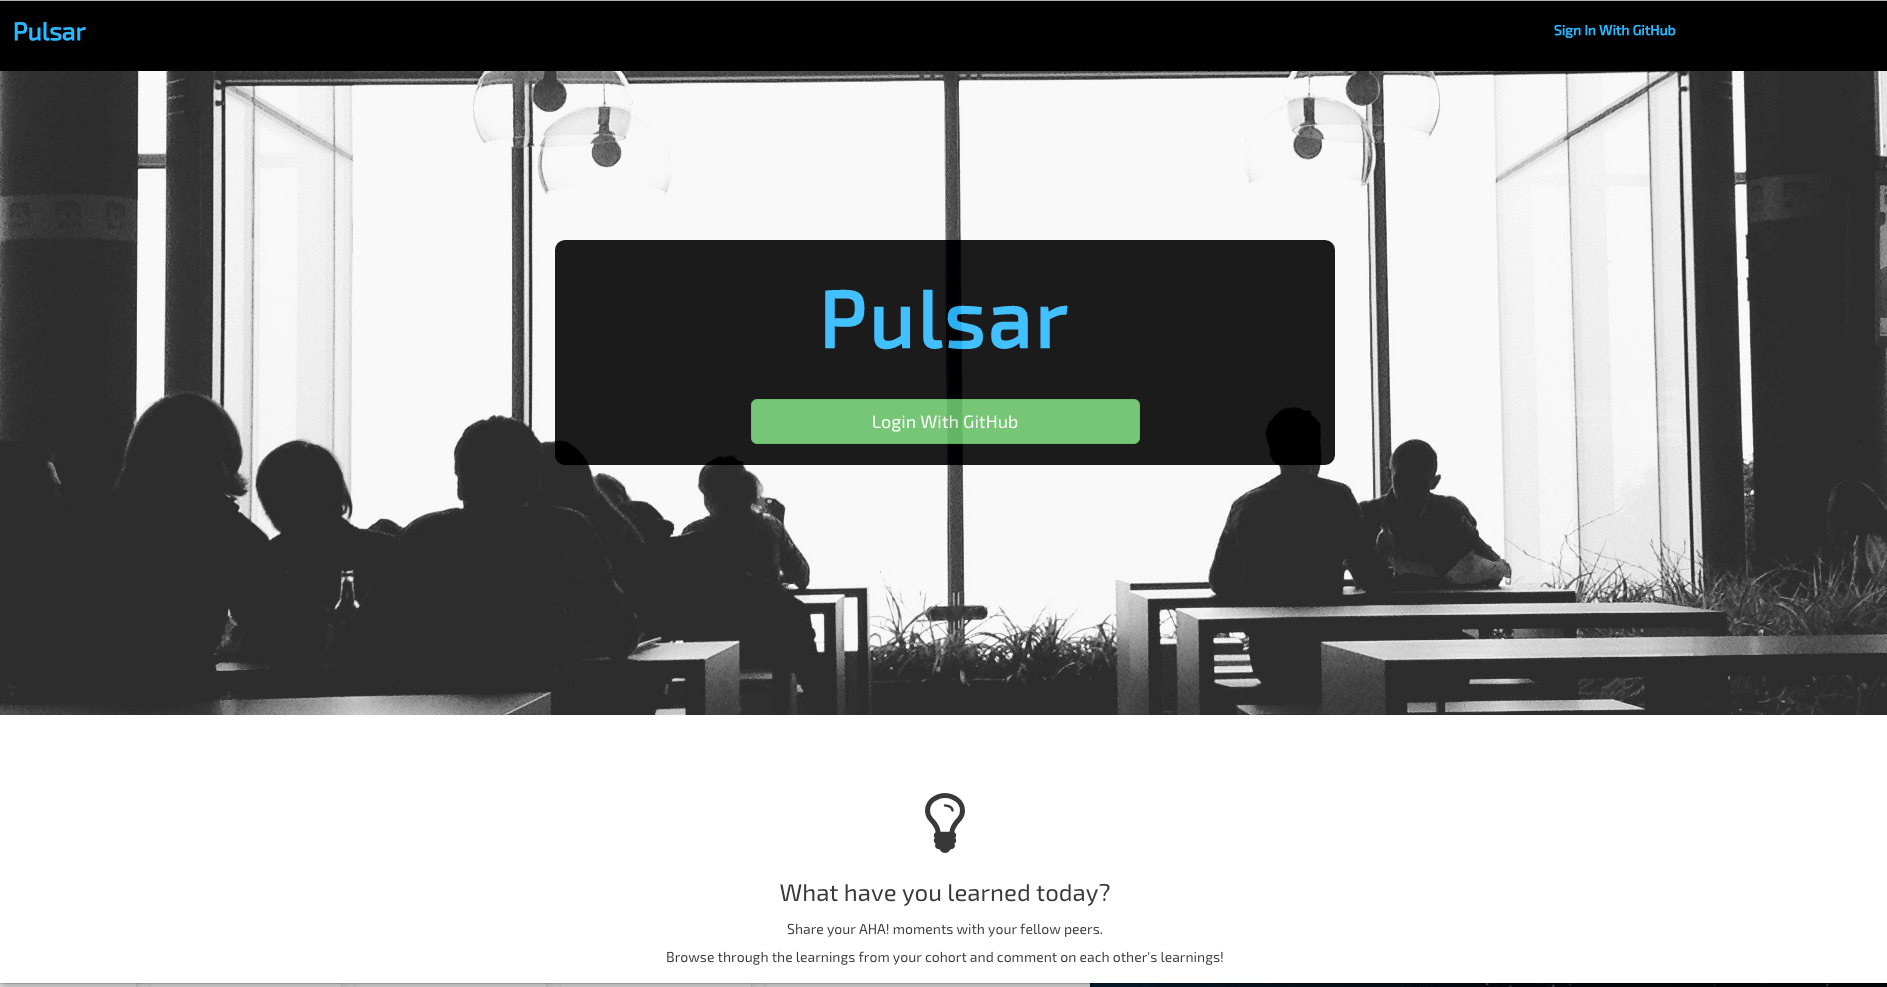 Pulsar
Sign In With GitHub
Pulsar
Login With GitHub
What have you learned today?
Share your AHA! moments with your fellow peers.
Browse through the learnings from your cohort and comment on each other's learnings!